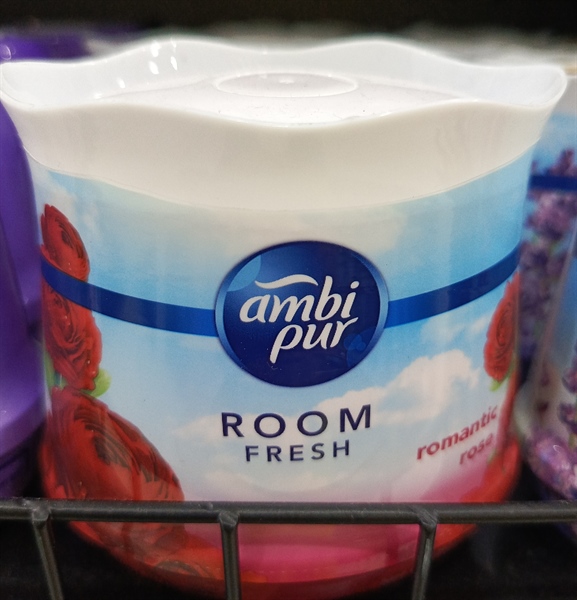 ambi
pur
ROOM
FRESH
romantic
rose